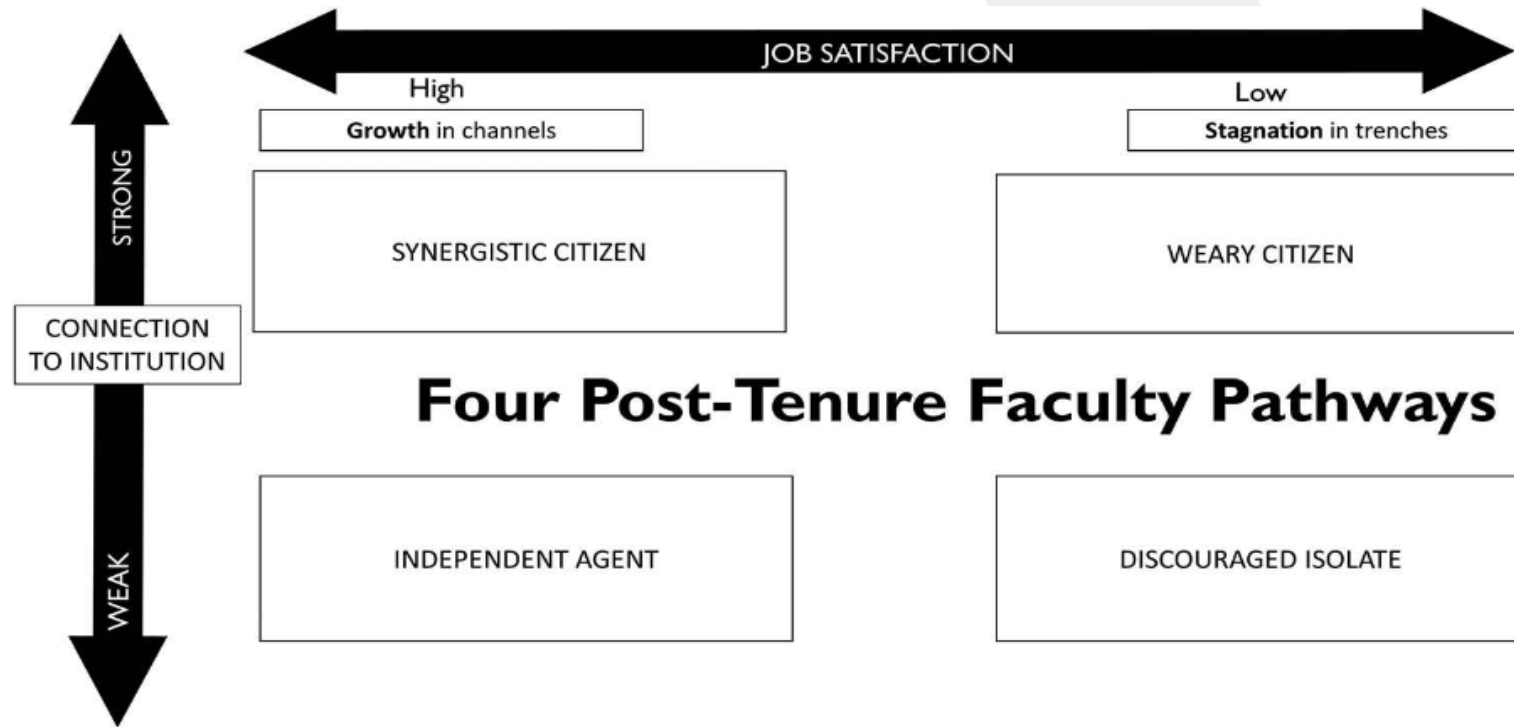 JOB SATISFACTION
High
Low
Growth in channels
Stagnation in trenches
STRONG
SYNERGISTIC CITIZEN
WEARY CITIZEN
CONNECTION
TO INSTITUTION
Four Post-Tenure Faculty Pathways
WEAK
INDEPENDENT AGENT
DISCOURAGED ISOLATE